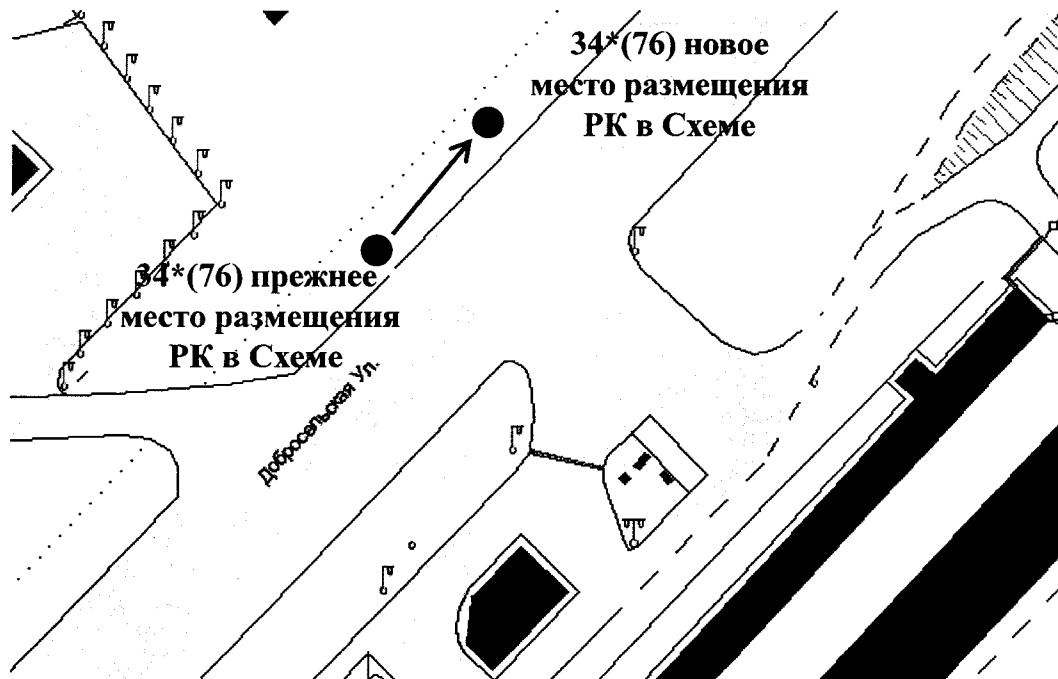 34*(76) новое
место размещения
РК в Схеме
34*(76) прежнее
место размещения
РК в Схеме
Добросельская Ул.